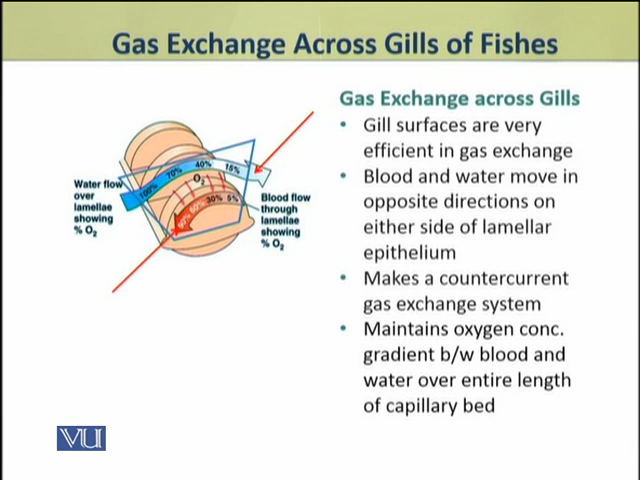 Gas Exchange Across Gills of Fishes
Gas Exchange across Gills
• Gill surfaces are very
efficient in gas exchange
• Blood and water move in
opposite directions on
either side of lamellar
epithelium
• Makes a countercurrent
gas exchange system
• Maintains oxygen conc.
gradient b/w blood and
water over entire length
of capillary bed
Water flow
over
lamellae
showing
% O2
100% 70% 40% 15%
O2
90% 60% 30% 5%
Blood flow
through
lamellae
showing
% O2
VU